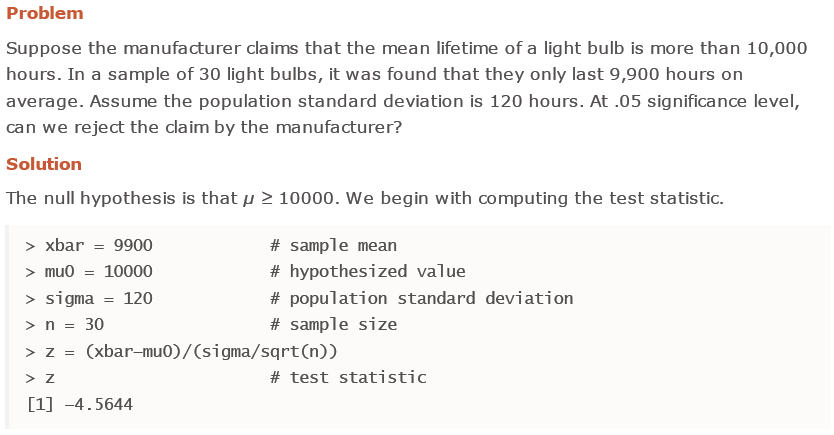 Problem
Suppose the manufacturer claims that the mean lifetime of a light bulb is more than 10,000
hours. In a sample of 30 light bulbs, it was found that they only last 9,900 hours on
average. Assume the population standard deviation is 120 hours. At .05 significance level,
can we reject the claim by the manufacturer?
Solution
The null hypothesis is that μ ≥ 10000. We begin with computing the test statistic.
> xbar = 9900 # sample mean
> mu0 = 10000 # hypothesized value
> sigma = 120 # population standard deviation
> n = 30 # sample size
> z = (xbar−mu0)/(sigma/sqrt(n))
> z # test statistic
[1] −4.5644